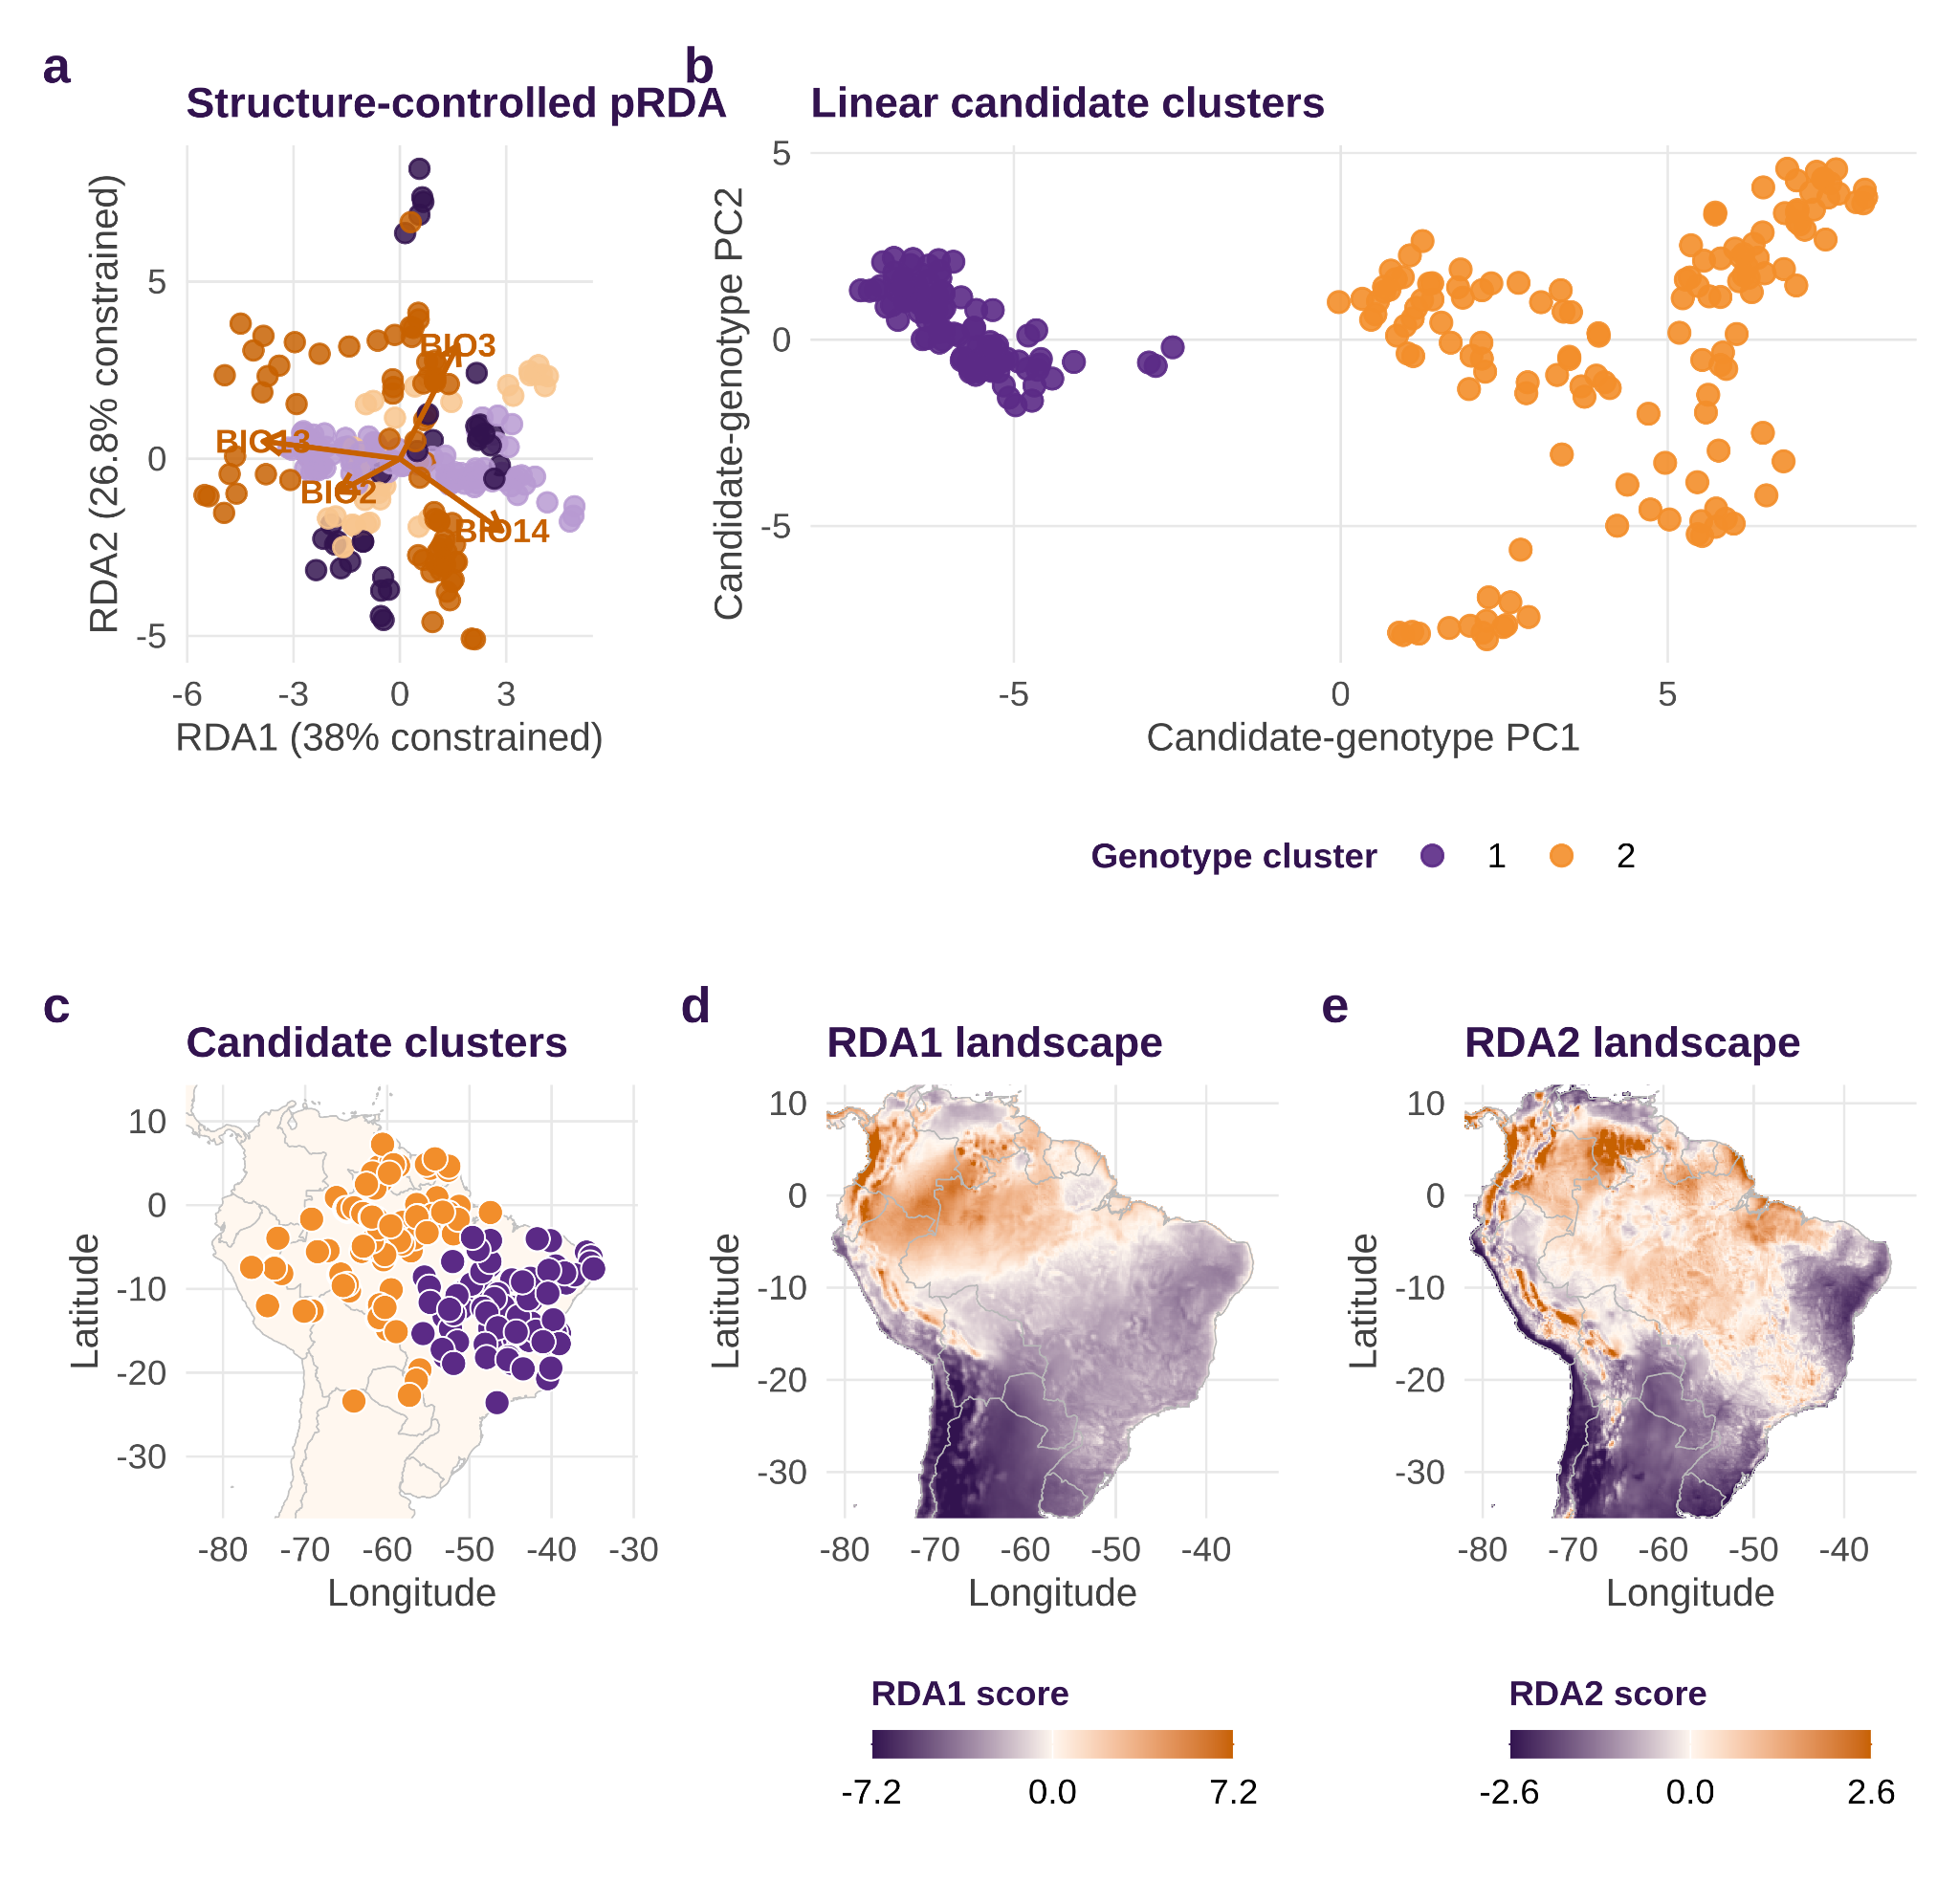 a
Structure-controlled pRDA
RDA2 (26.8% constrained)
5
0
-5
BIO3
BIO13
BIO2
BIO14
-6 -3 0 3
RDA1 (38% constrained)
b
Linear candidate clusters
Candidate-genotype PC2
5
0
-5
-5 0 5
Candidate-genotype PC1
Genotype cluster 1 2
c
Candidate clusters
Latitude
10
0
-10
-20
-30
-80 -70 -60 -50 -40 -30
Longitude
d
RDA1 landscape
Latitude
10
0
-10
-20
-30
-80 -70 -60 -50 -40
Longitude
RDA1 score
-7.2 0.0 7.2
e
RDA2 landscape
Latitude
10
0
-10
-20
-30
-80 -70 -60 -50 -40
Longitude
RDA2 score
-2.6 0.0 2.6